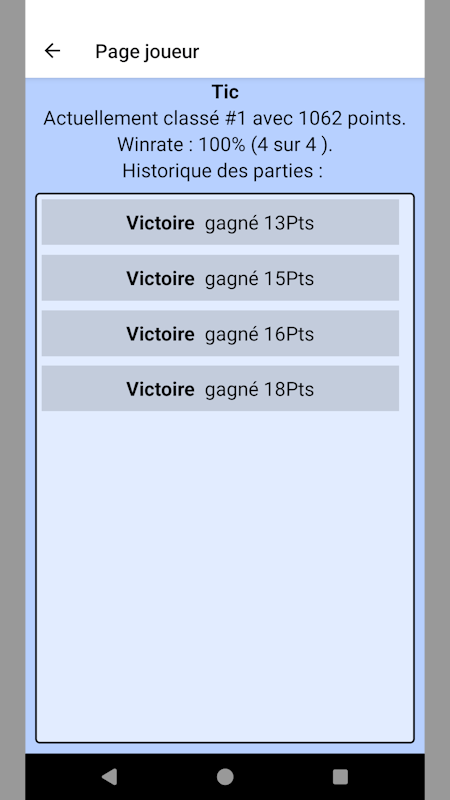 Page joueur
Tic
Actuellement classé #1 avec 1062 points.
Winrate : 100% (4 sur 4 ).
Historique des parties :
Victoire gagné 13Pts
Victoire gagné 15Pts
Victoire gagné 16Pts
Victoire gagné 18Pts